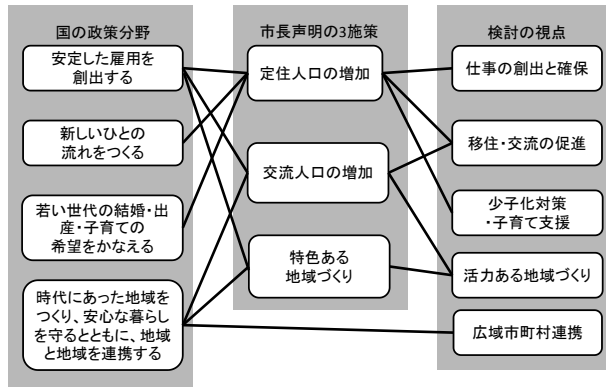 国の政策分野
安定した雇用を
創出する
新しいひとの
流れをつくる
若い世代の結婚・出
産・子育ての
希望をかなえる
時代にあった地域を
つくり、安心な暮らし
を守るとともに、地域
と地域を連携する
市長声明の3施策
定住人口の増加
交流人口の増加
特色ある
地域づくり
検討の視点
仕事の創出と確保
移住・交流の促進
少子化対策
・子育て支援
活力ある地域づくり
広域市町村連携